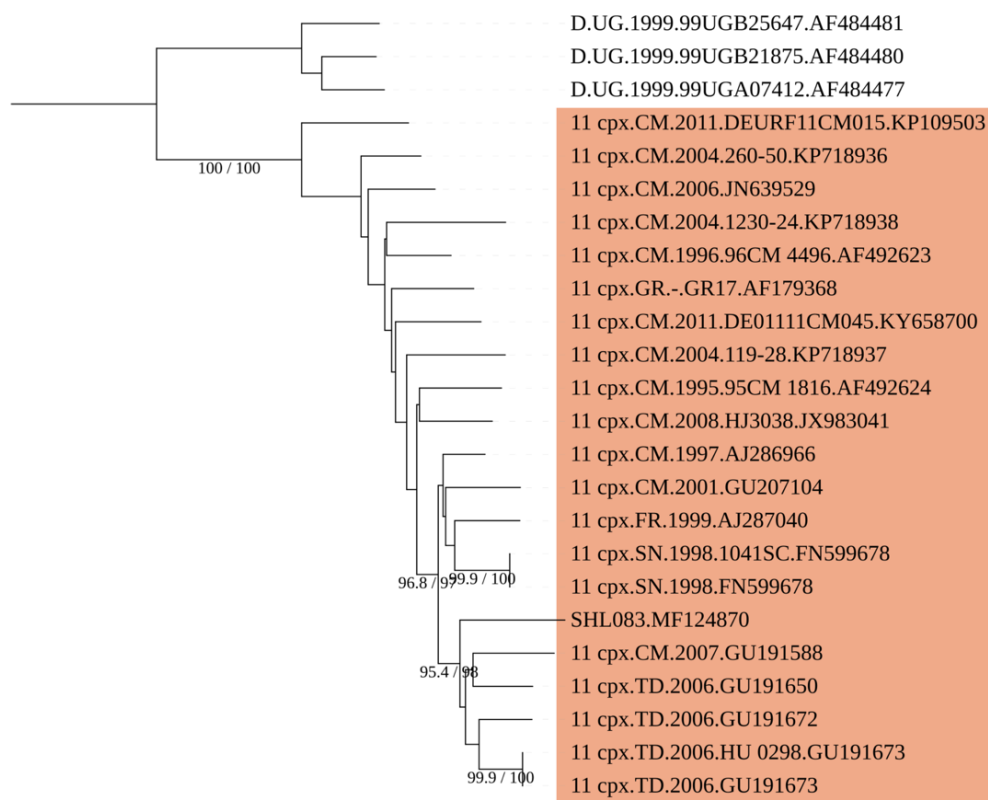 D.UG.1999.99UGB25647.AF484481
D.UG.1999.99UGB21875.AF484480
D.UG.1999.99UGA07412.AF484477
11 cpx.CM.2011.DEURF11CM015.KP109503
100 / 100
11 cpx.CM.2004.260-50.KP718936
11 cpx.CM.2006.JN639529
11 cpx.CM.2004.1230-24.KP718938
11 cpx.CM.1996.96CM 4496.AF492623
11 cpx.GR.-.GR17.AF179368
11 cpx.CM.2011.DE01111CM045.KY658700
11 cpx.CM.2004.119-28.KP718937
11 cpx.CM.1995.95CM 1816.AF492624
11 cpx.CM.2008.HJ3038.JX983041
11 cpx.CM.1997.AJ286966
11 cpx.CM.2001.GU207104
11 cpx.FR.1999.AJ287040
11 cpx.SN.1998.1041SC.FN599678
96.8 / 97
99.9 / 100
11 cpx.SN.1998.FN599678
SHL083.MF124870
11 cpx.CM.2007.GU191588
95.4 / 98
11 cpx.TD.2006.GU191650
11 cpx.TD.2006.GU191672
11 cpx.TD.2006.HU 0298.GU191673
99.9 / 100
11 cpx.TD.2006.GU191673